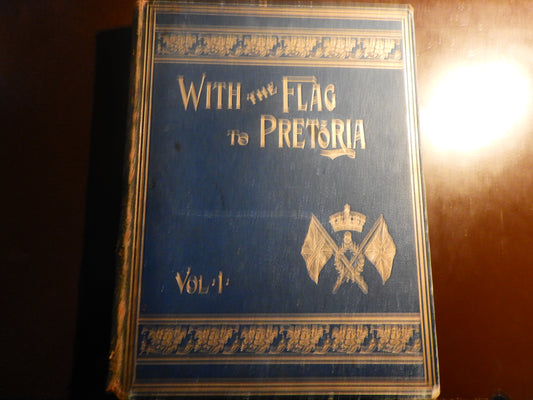 WITH THE FLAG
TO PRETORIA
VOL·I·